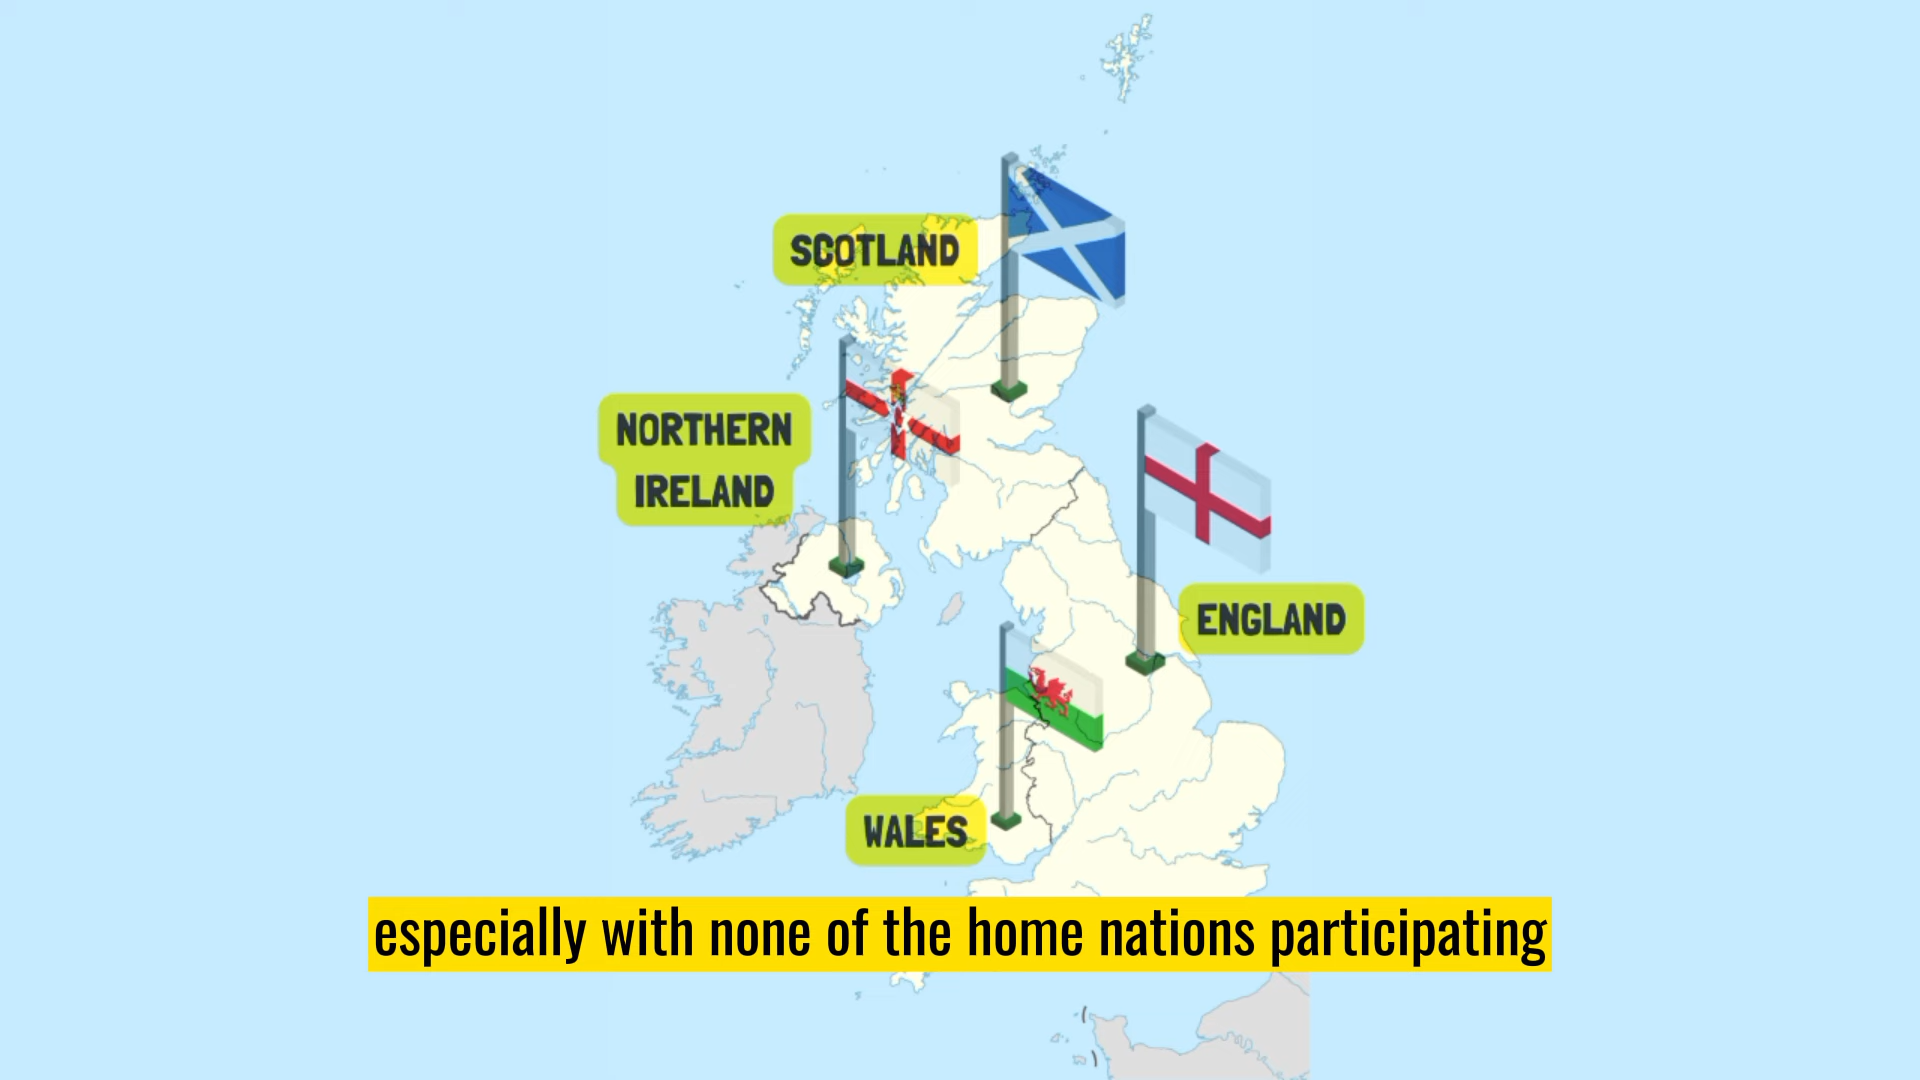 SCOTLAND
NORTHERN
IRELAND
ENGLAND
WALES
especially with none of the home nations participating